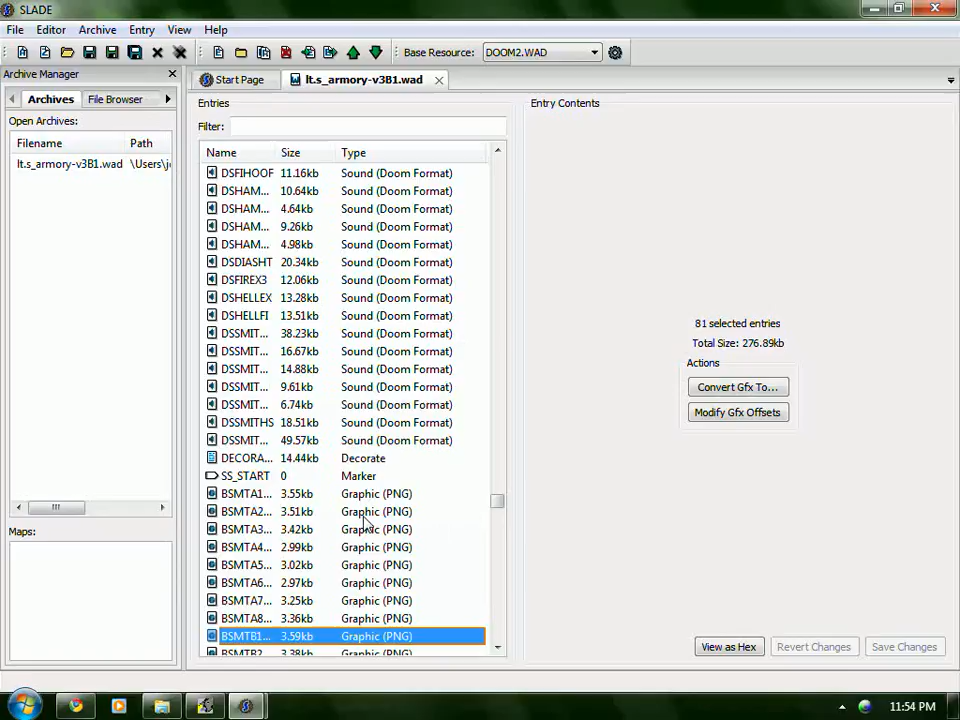 SLADE
File Editor Archive Entry View Help
Base Resource: DOOM2.WAD
Archive Manager
Start Page lt.s_armory-v3B1.wad
Archives File Browser
Entries Entry Contents
Open Archives:
Filter:
Filename Path
Name Size Type
lt.s_armory-v3B1.wad
DSFIHOOF 11.16kb Sound (Doom Format)
DSHAM... 10.64kb Sound (Doom Format)
DSHAM... 4.64kb Sound (Doom Format)
DSHAM... 9.26kb Sound (Doom Format)
DSHAM... 4.98kb Sound (Doom Format)
DSDIASHT 20.34kb Sound (Doom Format)
DSFIREX3 12.06kb Sound (Doom Format)
DSHELLEX 13.28kb Sound (Doom Format)
DSHELLFI 13.51kb Sound (Doom Format)
DSSMIT... 38.23kb Sound (Doom Format)
DSSMIT... 16.67kb Sound (Doom Format)
DSSMIT... 14.88kb Sound (Doom Format)
DSSMIT... 9.61kb Sound (Doom Format)
DSSMIT... 6.74kb Sound (Doom Format)
DSSMITHS 18.51kb Sound (Doom Format)
DSSMIT... 49.57kb Sound (Doom Format)
DECORA... 14.44kb Decorate
SS_START 0 Marker
BSMTA1... 3.55kb Graphic (PNG)
BSMTA2... 3.51kb Graphic (PNG)
BSMTA3... 3.42kb Graphic (PNG)
BSMTA4... 2.99kb Graphic (PNG)
BSMTA5... 3.02kb Graphic (PNG)
BSMTA6... 2.97kb Graphic (PNG)
BSMTA7... 3.25kb Graphic (PNG)
BSMTA8... 3.36kb Graphic (PNG)
BSMTB1... 3.59kb Graphic (PNG)
BSMTB2... 3.38kb Graphic (PNG)
81 selected entries
Total Size: 276.89kb
Actions
Convert Gfx To...
Modify Gfx Offsets
Maps:
View as Hex Revert Changes Save Changes
11:54 PM